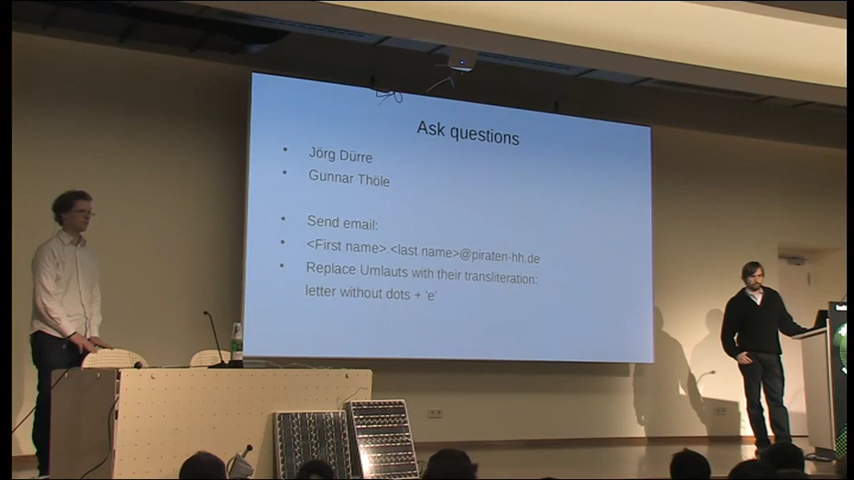 Ask questions
• Jörg Dürre
• Gunnar Thöle
• Send email:
• <First name>.<last name>@piraten-hh.de
• Replace Umlauts with their transliteration:
letter without dots + 'e'